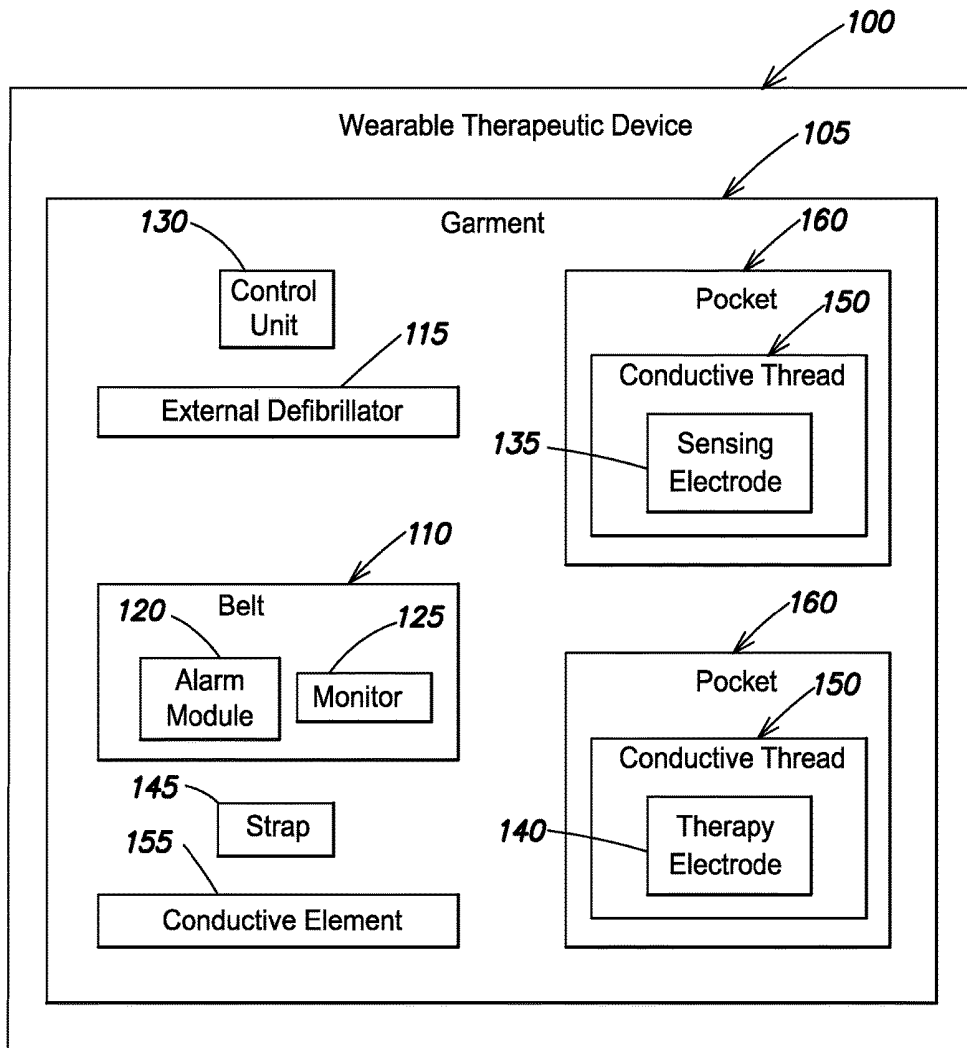 100
Wearable Therapeutic Device
105
Garment
130
Control
Unit
115
External Defibrillator
160
Pocket
150
Conductive Thread
135
Sensing
Electrode
110
Belt
120
125
Alarm
Module
Monitor
145
Strap
155
Conductive Element
160
Pocket
150
Conductive Thread
140
Therapy
Electrode